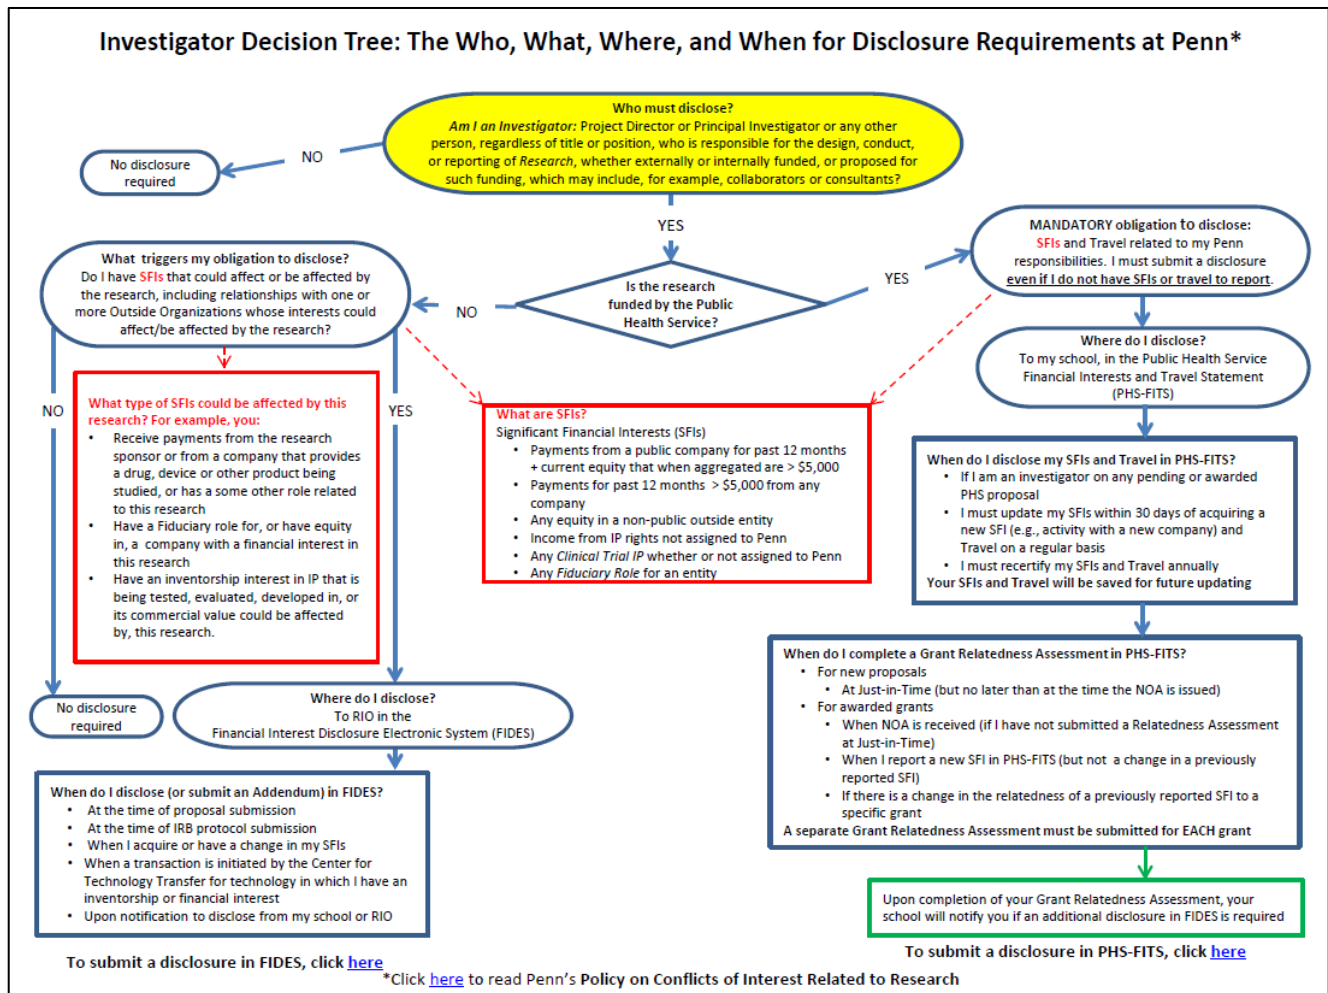 Investigator Decision Tree: The Who, What, Where, and When for Disclosure Requirements at Penn*
Who must disclose?
Am I an Investigator: Project Director or Principal Investigator or any other
person, regardless of title or position, who is responsible for the design, conduct,
or reporting of Research, whether externally or internally funded, or proposed for
such funding, which may include, for example, collaborators or consultants?
NO
No disclosure
required
YES
Is the research
funded by the Public
Health Service?
NO
YES
What  triggers my obligation to disclose?
Do I have SFIs that could affect or be affected by
the research, including relationships with one or
more Outside Organizations whose interests could
affect/be affected by the research?
MANDATORY obligation to disclose:
SFIs and Travel related to my Penn
responsibilities. I must submit a disclosure
even if I do not have SFIs or travel to report.
Where do I disclose?
To my school, in the Public Health Service
Financial Interests and Travel Statement
(PHS-FITS)
NO
YES
What type of SFIs could be affected by this
research? For example, you:
• Receive payments from the research
sponsor or from a company that provides
a drug, device or other product being
studied, or has a some other role related
to this research
• Have a Fiduciary role for, or have equity
in, a  company with a financial interest in
this research
• Have an inventorship interest in IP that is
being tested, evaluated, developed in, or
its commercial value could be affected
by, this research.
What are SFIs?
Significant Financial Interests (SFIs)
• Payments from a public company for past 12 months
+ current equity that when aggregated are > $5,000
• Payments for past 12 months  > $5,000 from any
company
• Any equity in a non-public outside entity
• Income from IP rights not assigned to Penn
• Any Clinical Trial IP whether or not assigned to Penn
• Any Fiduciary Role for an entity
When do I disclose my SFIs and Travel in PHS-FITS?
• If I am an investigator on any pending or awarded
PHS proposal
• I must update my SFIs within 30 days of acquiring a
new SFI (e.g., activity with a new company) and
Travel on a regular basis
• I must recertify my SFIs and Travel annually
Your SFIs and Travel will be saved for future updating
When do I complete a Grant Relatedness Assessment in PHS-FITS?
• For new proposals
• At Just-in-Time (but no later than at the time the NOA is issued)
• For awarded grants
• When NOA is received (if I have not submitted a Relatedness Assessment
at Just-in-Time)
• When I report a new SFI in PHS-FITS (but not  a change in a previously
reported SFI)
• If there is a change in the relatedness of a previously reported SFI to a
specific grant
A separate Grant Relatedness Assessment must be submitted for EACH grant
No disclosure
required
Where do I disclose?
To RIO in the
Financial Interest Disclosure Electronic System (FIDES)
When do I disclose (or submit an Addendum) in FIDES?
• At the time of proposal submission
• At the time of IRB protocol submission
• When I acquire or have a change in my SFIs
• When a transaction is initiated by the Center for
Technology Transfer for technology in which I have an
inventorship or financial interest
• Upon notification to disclose from my school or RIO
Upon completion of your Grant Relatedness Assessment, your
school will notify you if an additional disclosure in FIDES is required
To submit a disclosure in FIDES, click here
To submit a disclosure in PHS-FITS, click here
*Click here to read Penn's Policy on Conflicts of Interest Related to Research